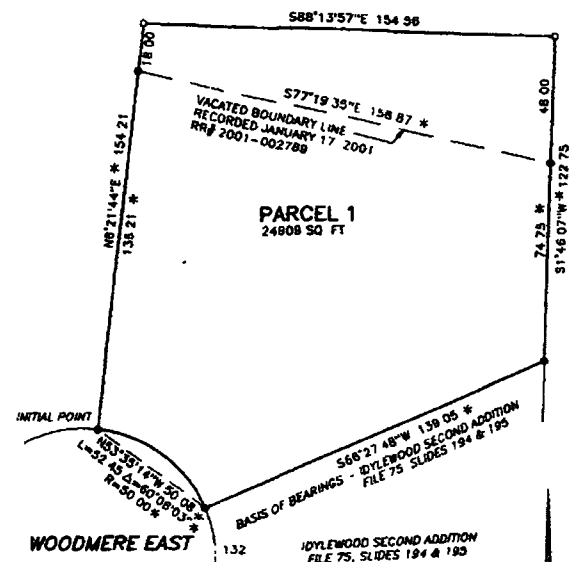 S88°13'57"E 154 56
18 00
S77°19 35"E 158 87 *
VACATED BOUNDARY LINE
RECORDED JANUARY 17 2001
RR# 2001-002789
48 00
N8°21'44"E * 154 21
138 21 *
PARCEL 1
24809 SQ FT
74 75 *
S1°46 07"W * 122 75
INITIAL POINT
N53°35'14"W 50 08 *
L=52 45 Δ=60°08'03" *
R=50 00 *
S66°27 48"W 139 05 *
BASIS OF BEARINGS - IDYLEWOOD SECOND ADDITION
FILE 75 SLIDES 194 & 195
WOODMERE EAST
132
IDYLEWOOD SECOND ADDITION
FILE 75, SLIDES 194 & 195